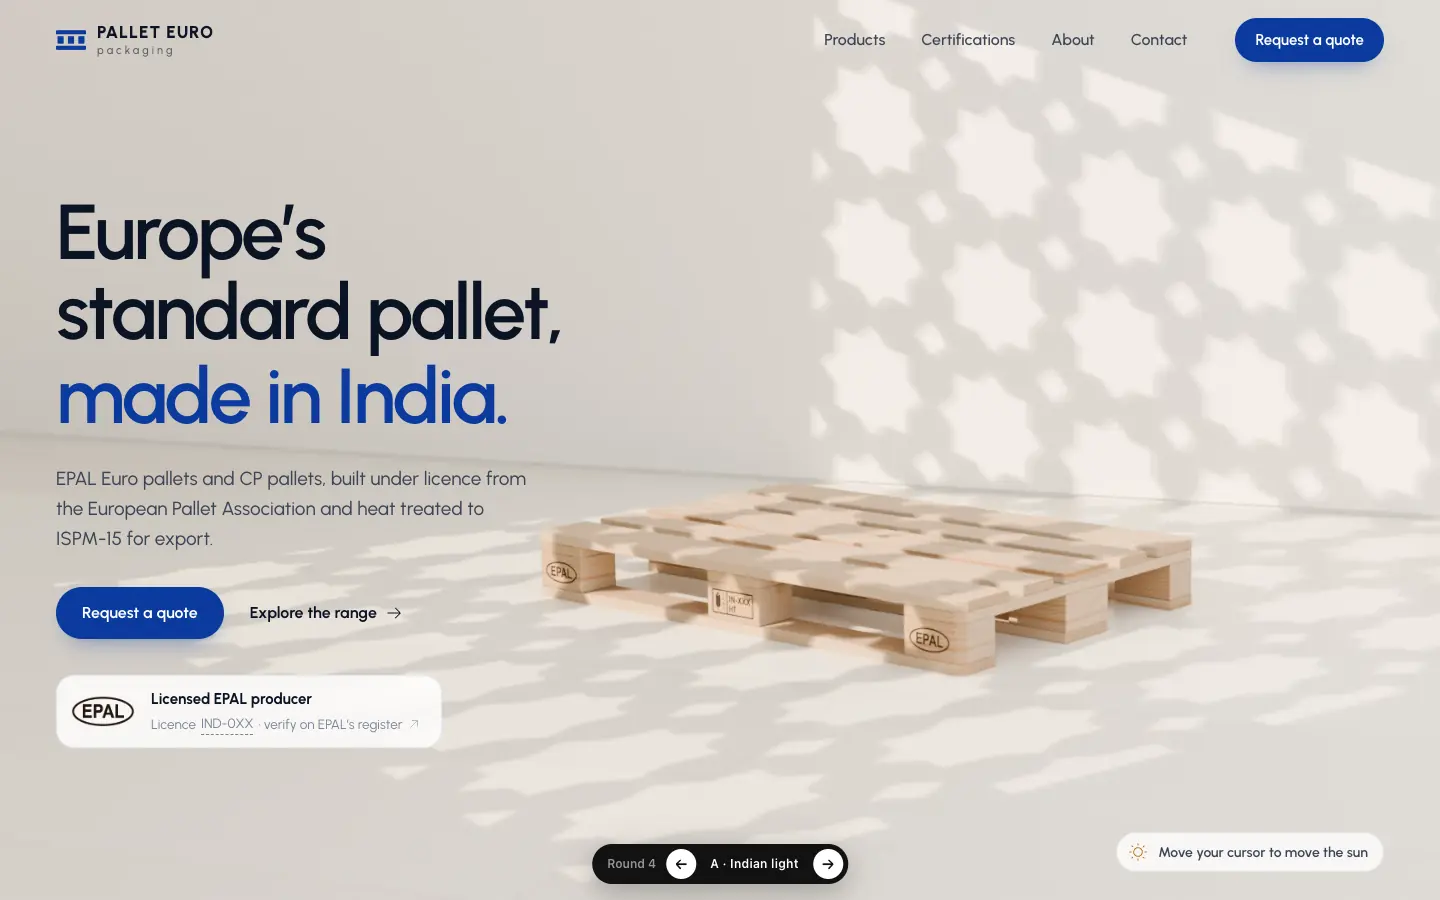 PALLET EURO
packaging
Products
Certifications
About
Contact
Request a quote
Europe's
standard pallet,
made in India.
EPAL Euro pallets and CP pallets, built under licence from
the European Pallet Association and heat treated to
ISPM-15 for export.
Request a quote
Explore the range →
EPAL
Licensed EPAL producer
Licence IND-0XX · verify on EPAL's register ↗
EPAL
IN-XXX
HT
EPAL
Round 4 ← A · Indian light →
Move your cursor to move the sun